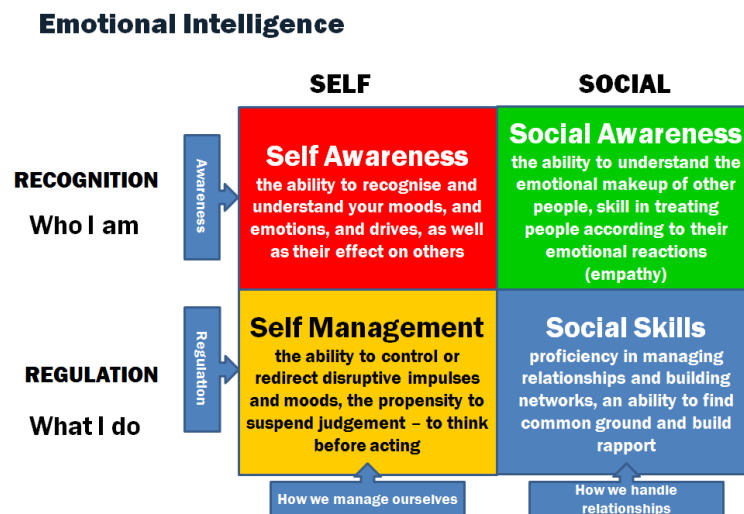 Emotional Intelligence
SELF
SOCIAL
RECOGNITION
Who I am
Awareness
Self Awareness
the ability to recognise and
understand your moods, and
emotions, and drives, as well
as their effect on others
Social Awareness
the ability to understand the
emotional makeup of other
people, skill in treating
people according to their
emotional reactions
(empathy)
REGULATION
What I do
Regulation
Self Management
the ability to control or
redirect disruptive impulses
and moods, the propensity to
suspend judgement – to think
before acting
Social Skills
proficiency in managing
relationships and building
networks, an ability to find
common ground and build
rapport
How we manage ourselves
How we handle
relationships